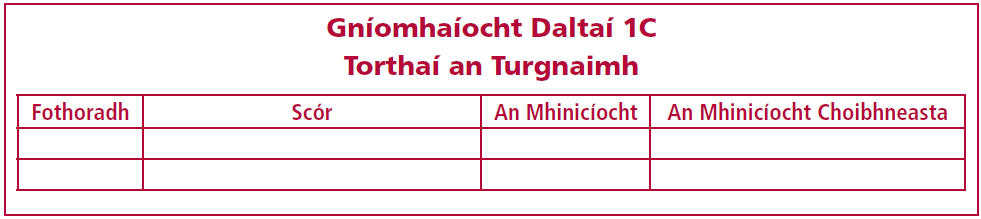 Gníomhaíocht Daltaí 1C
Torthaí an Turgnaimh
Fothoradh Scór An Mhinicíocht An Mhinicíocht Choibhneasta